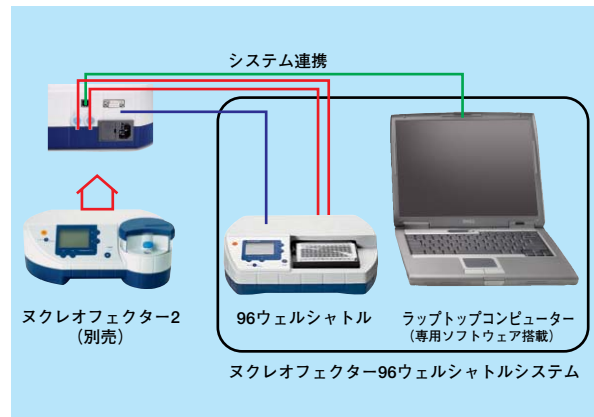 システム連携
ヌクレオフェクター2
（別売）
96ウェルシャトル
ラップトップコンピューター
（専用ソフトウェア搭載）
ヌクレオフェクター96ウェルシャトルシステム